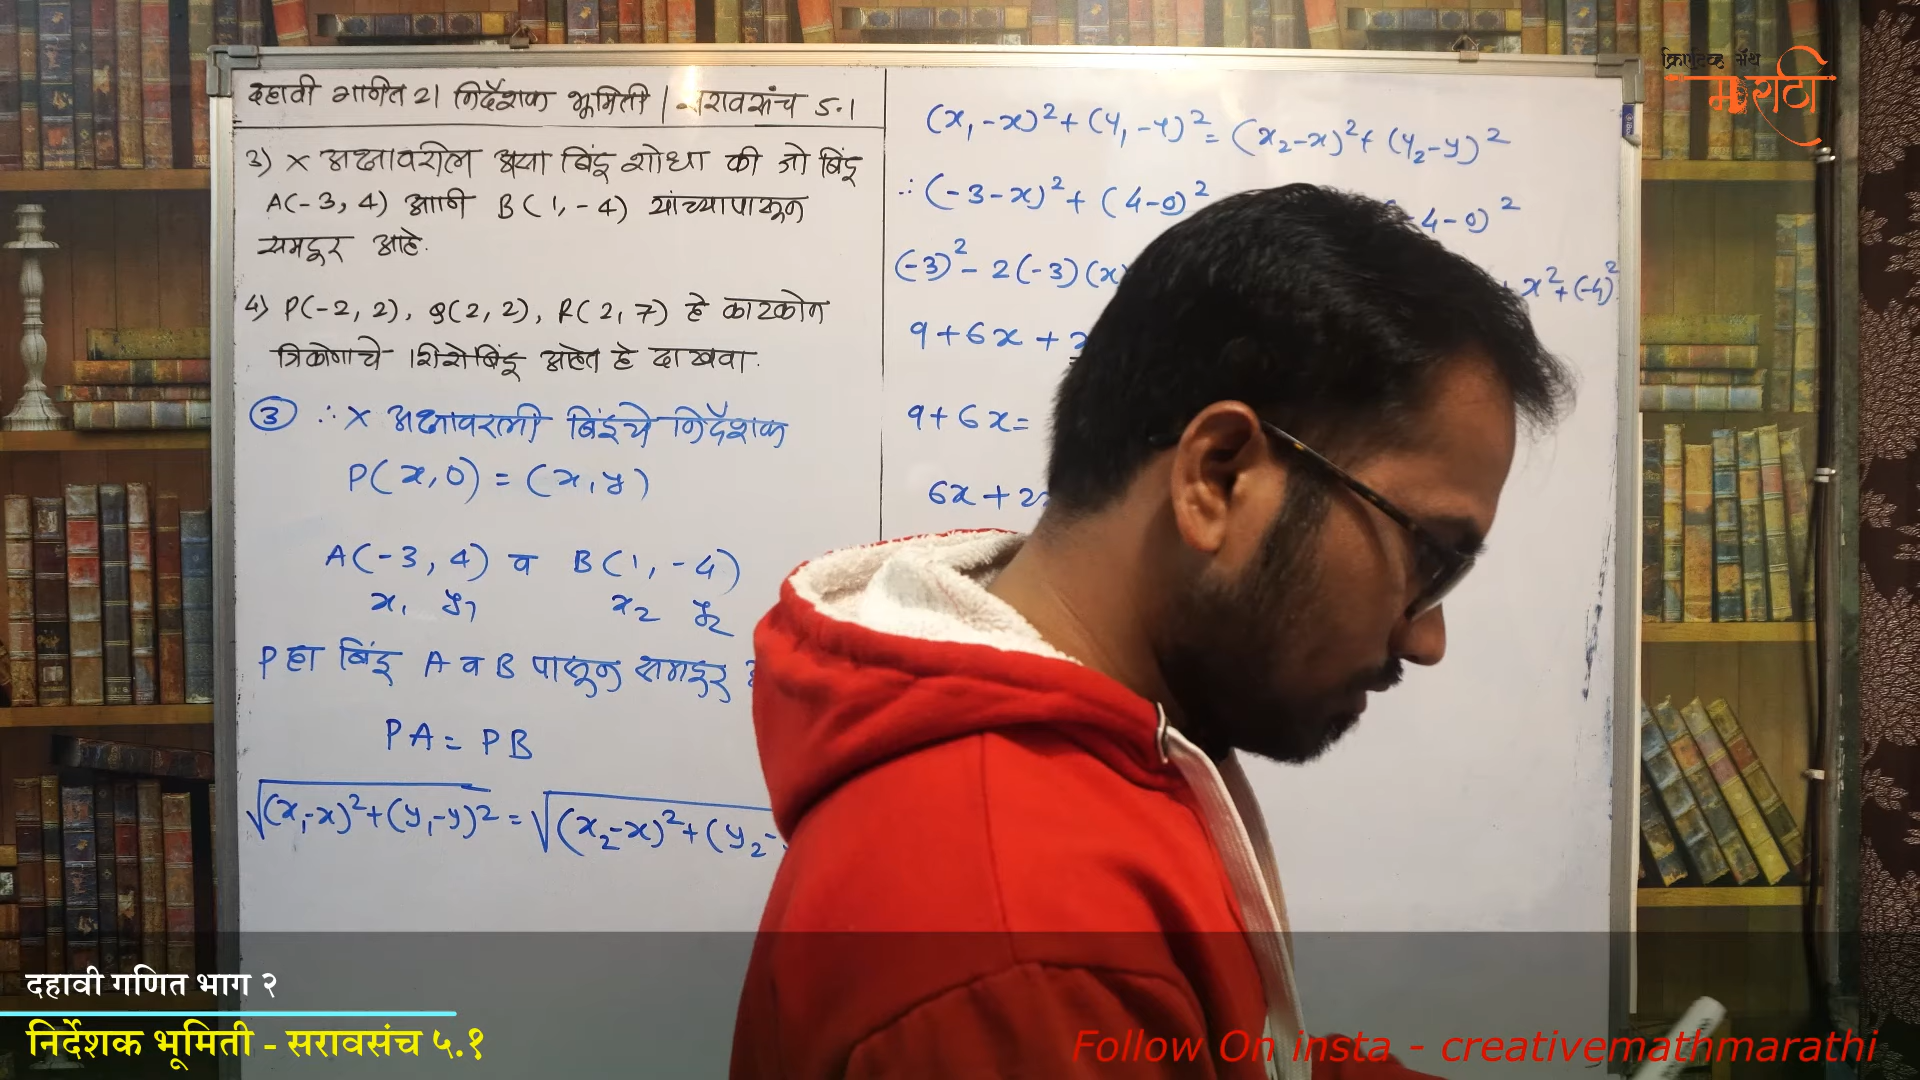 दहावी गणित 2 | निर्देशक भूमिती | सरावसंच 5.1
3) X अक्षावरील असा बिंदू शोधा की जो बिंदू
A(-3, 4) आणि B(1, -4) यांच्यापासून
समदूर आहे.
4) P(-2, 2), Q(2, 2), R(2, 7) हे काटकोन
त्रिकोणाचे शिरोबिंदू आहेत हे दाखवा.
③ ∴ X अक्षावरली बिंदूचे निर्देशक
P(x, 0) = (x, y)
A(-3, 4) व B(1, -4)
x₁ y₁ x₂ y₂
P हा बिंदू A व B पासून समदूर
PA = PB
√(x₁-x)²+(y₁-y)² = √(x₂-x)²+(y₂-
(x₁-x)²+(y₁-y)² = (x₂-x)²+(y₂-y)²
∴ (-3-x)²+(4-0)² -4-0)²
(-3)²-2(-3)(x) x²+(-4)²
9+6x+
9+6x=
6x+2x
क्रिएटिव्ह मॅथ
मराठी
दहावी गणित भाग २
निर्देशक भूमिती - सरावसंच ५.१
Follow On insta - creativemathmarathi